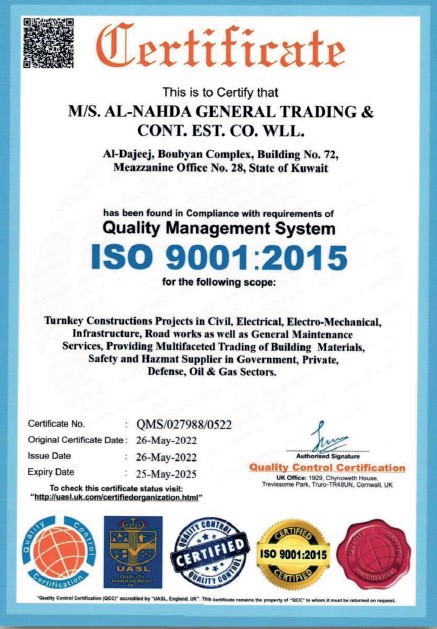 Certificate
This is to Certify that
M/S. AL-NAHDA GENERAL TRADING &
CONT. EST. CO. WLL.
Al-Dajeej, Boubyan Complex, Building No. 72,
Meazzanine Office No. 28, State of Kuwait
has been found in Compliance with requirements of
Quality Management System
ISO 9001:2015
for the following scope:
Turnkey Constructions Projects in Civil, Electrical, Electro-Mechanical,
Infrastructure, Road works as well as General Maintenance
Services, Providing Multifaceted Trading of Building Materials,
Safety and Hazmat Supplier in Government, Private,
Defense, Oil & Gas Sectors.
Certificate No. : QMS/027988/0522
Original Certificate Date : 26-May-2022
Issue Date : 26-May-2022
Expiry Date : 25-May-2025
To check this certificate status visit:
"http://uasl.uk.com/certifiedorganization.html"
Authorised Signature
Quality Control Certification
UK Office: 1929, Chynoweth House,
Trevissome Park, Truro-TR48UN, Cornwall, UK
Quality Control
Certification
UASL
QUALITY
MANAGEMENT
QUALITY CONTROL
CERTIFIED
QUALITY CONTROL
CERTIFIED
ISO 9001:2015
CERTIFIED
"Quality Control Certification (QCC)" accredited by "UASL, England, UK". This certificate remains the property of "QCC" to whom it must be returned on request.